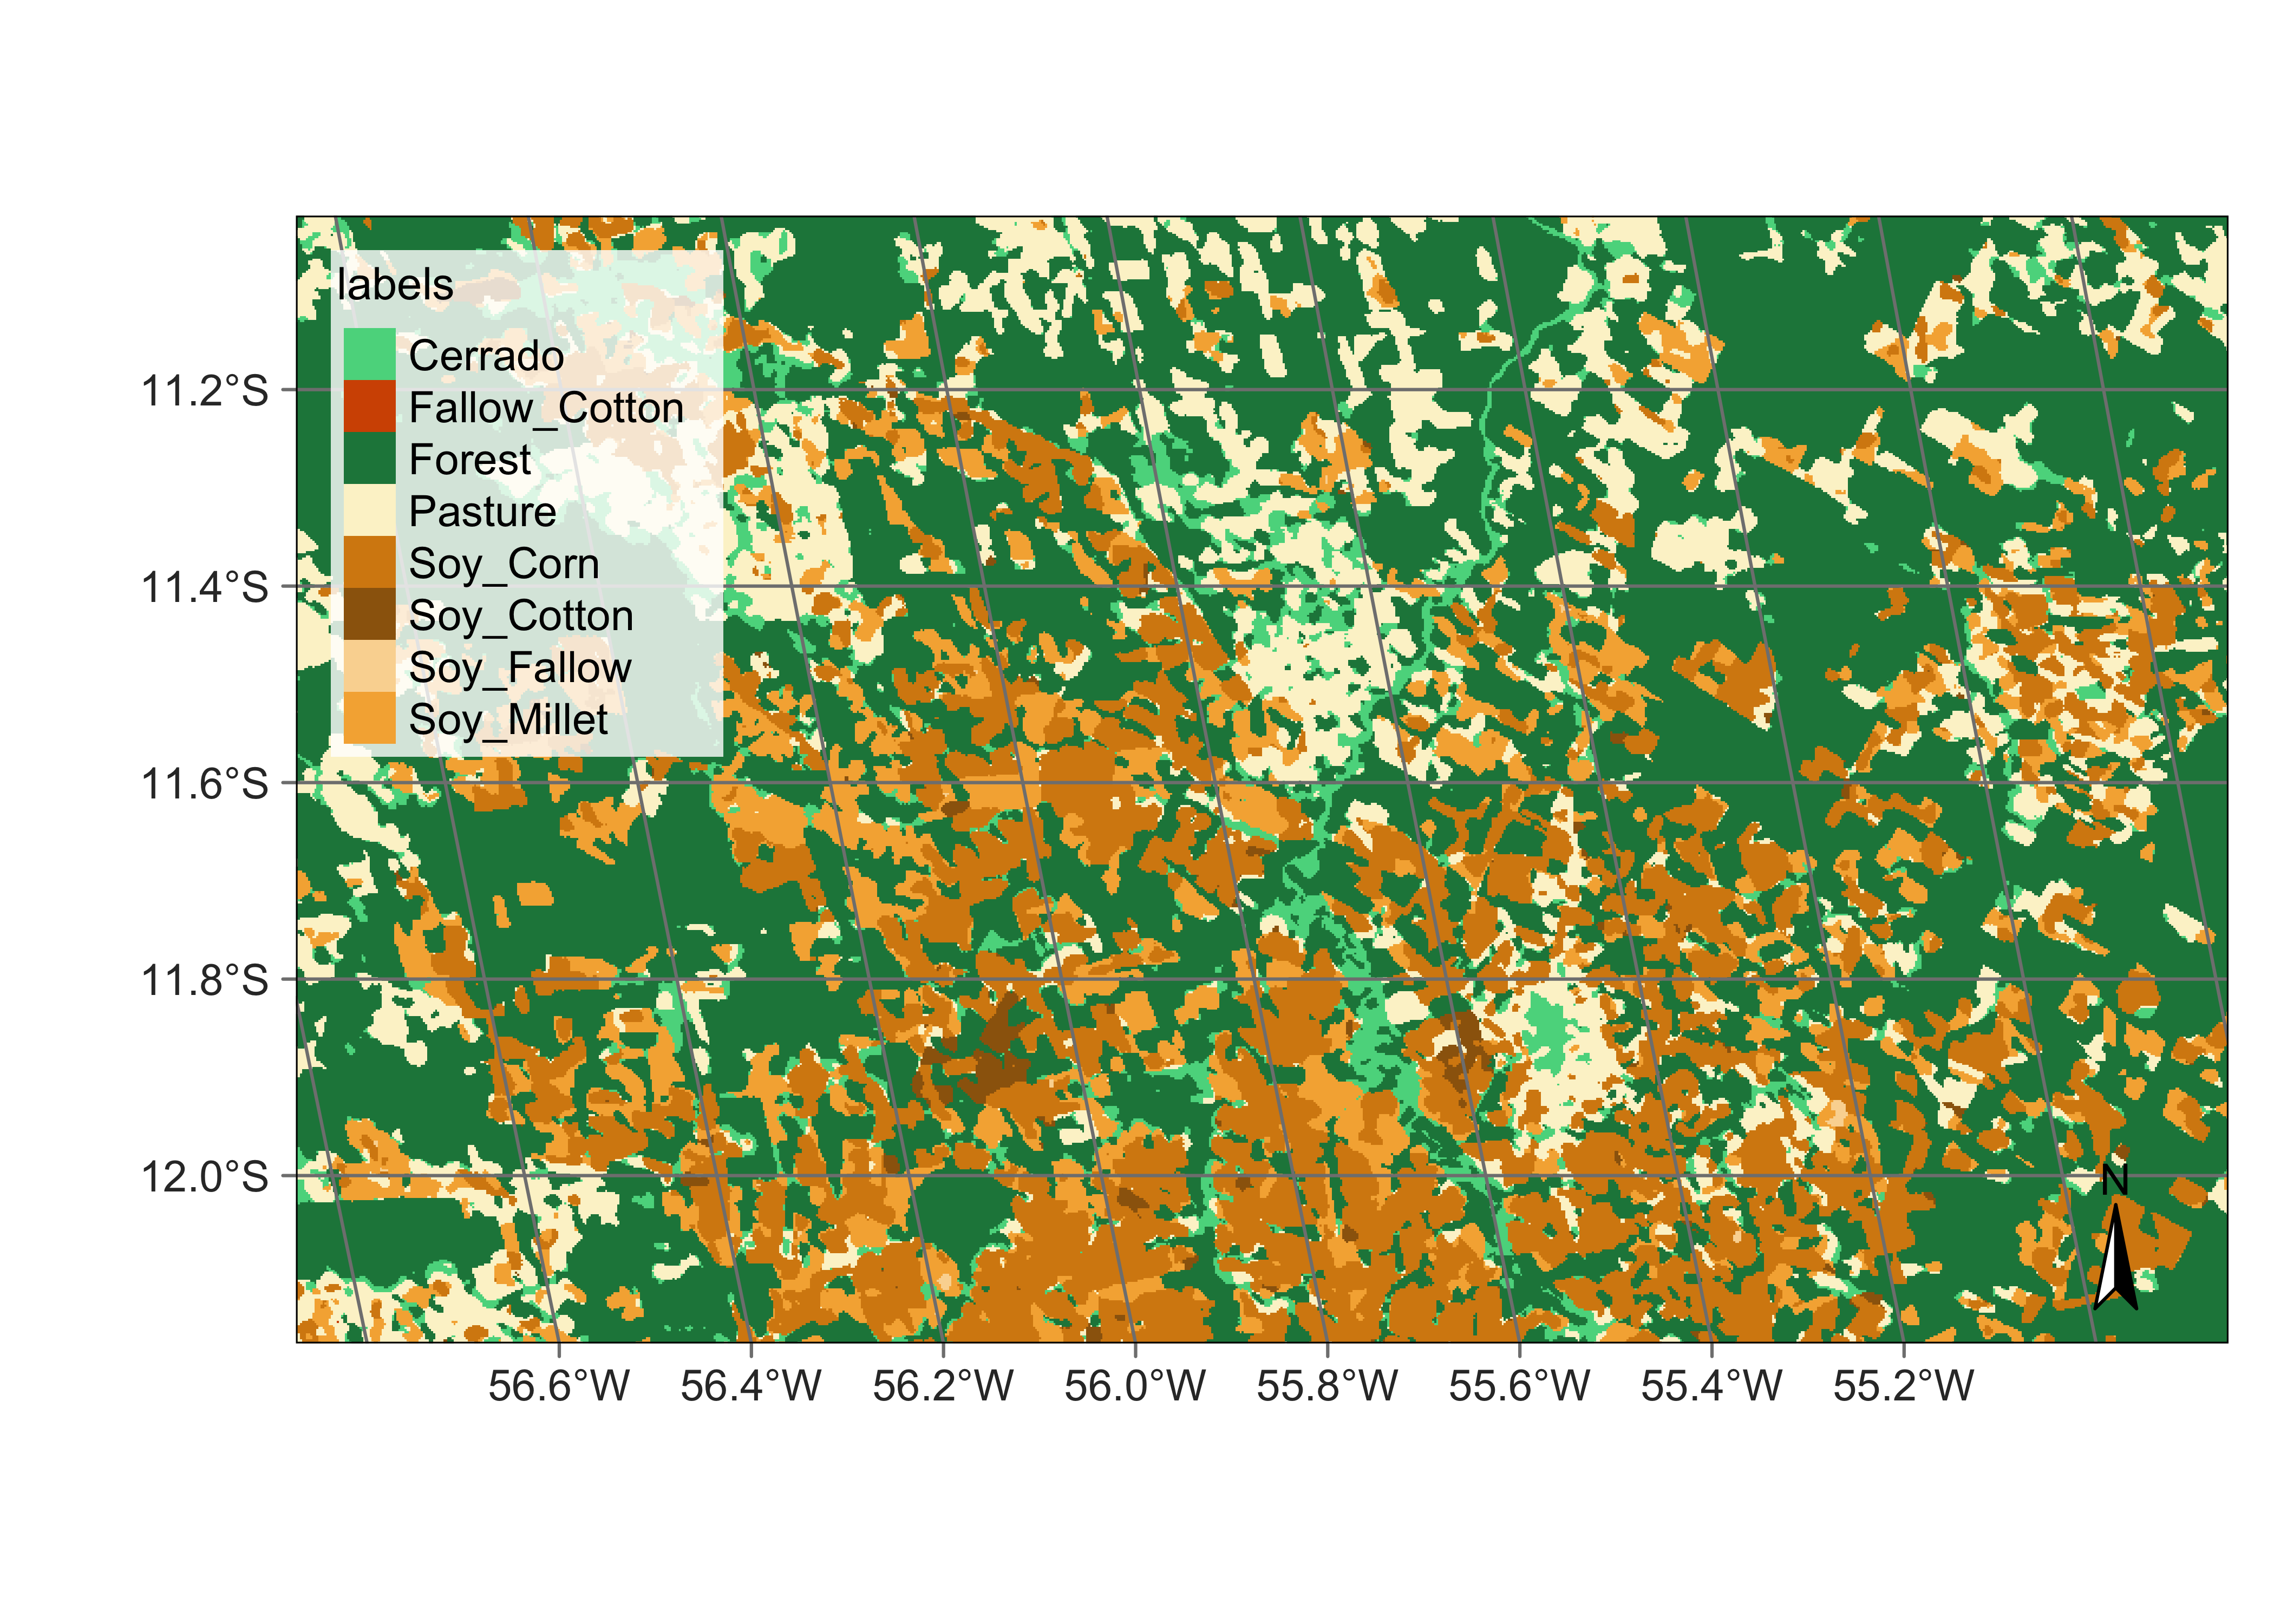 labels
Cerrado
Fallow_Cotton
Forest
Pasture
Soy_Corn
Soy_Cotton
Soy_Fallow
Soy_Millet
11.2°S
11.4°S
11.6°S
11.8°S
12.0°S
N
56.6°W 56.4°W 56.2°W 56.0°W 55.8°W 55.6°W 55.4°W 55.2°W